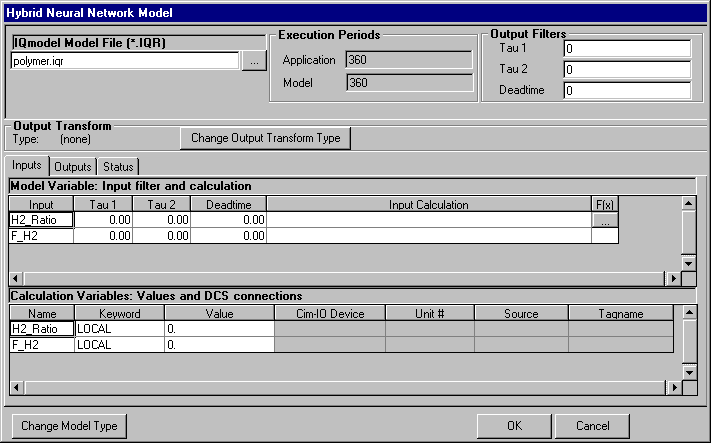 Hybrid Neural Network Model
IQmodel Model File (*.IQR)
polymer.iqr
...
Execution Periods
Application 360
Model 360
Output Filters
Tau 1 0
Tau 2 0
Deadtime 0
Output Transform
Type: (none)
Change Output Transform Type
Inputs Outputs Status
Model Variable: Input filter and calculation
Input Tau 1 Tau 2 Deadtime Input Calculation F(x)
H2_Ratio 0.00 0.00 0.00 ...
F_H2 0.00 0.00 0.00
Calculation Variables: Values and DCS connections
Name Keyword Value Cim-IO Device Unit # Source Tagname
H2_Ratio LOCAL 0.
F_H2 LOCAL 0.
Change Model Type OK Cancel